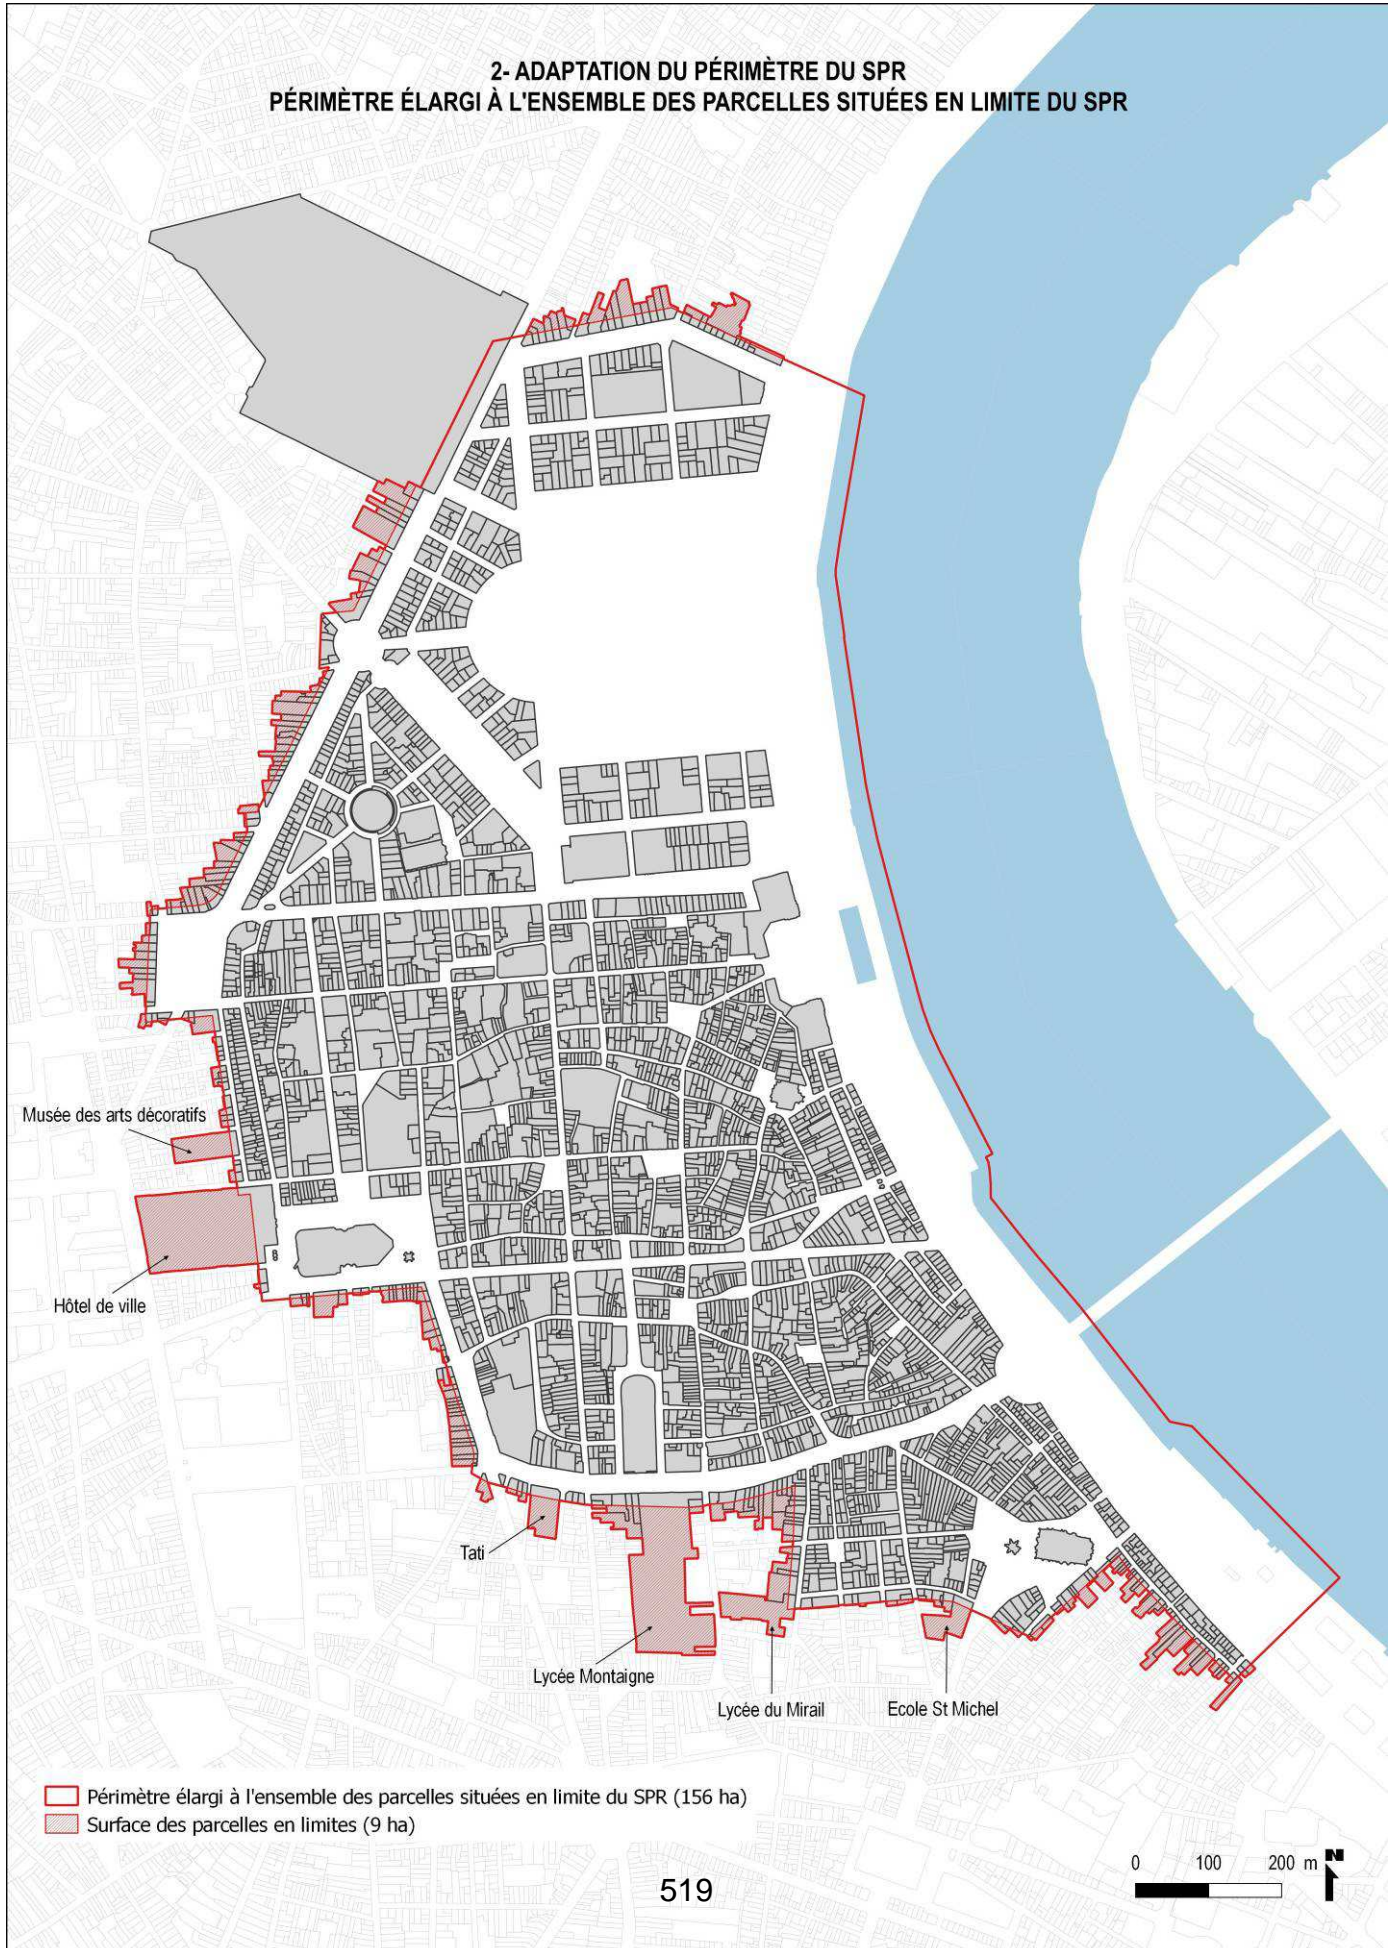 2- ADAPTATION DU PÉRIMÈTRE DU SPR
PÉRIMÈTRE ÉLARGI À L'ENSEMBLE DES PARCELLES SITUÉES EN LIMITE DU SPR
Musée des arts décoratifs
Hôtel de ville
Tati
Lycée Montaigne
Lycée du Mirail
Ecole St Michel
Périmètre élargi à l'ensemble des parcelles situées en limite du SPR (156 ha)
Surface des parcelles en limites (9 ha)
0 100 200 m
N
519